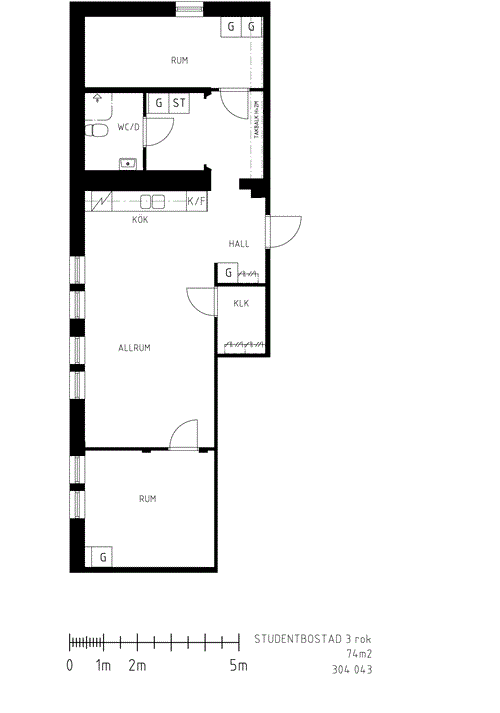 G G
RUM
G ST
WC/D
TAKBALK H=2M
K/F
KÖK
HALL
G
KLK
ALLRUM
RUM
G
STUDENTBOSTAD 3 rok
74m2
304 043
0 1m 2m 5m